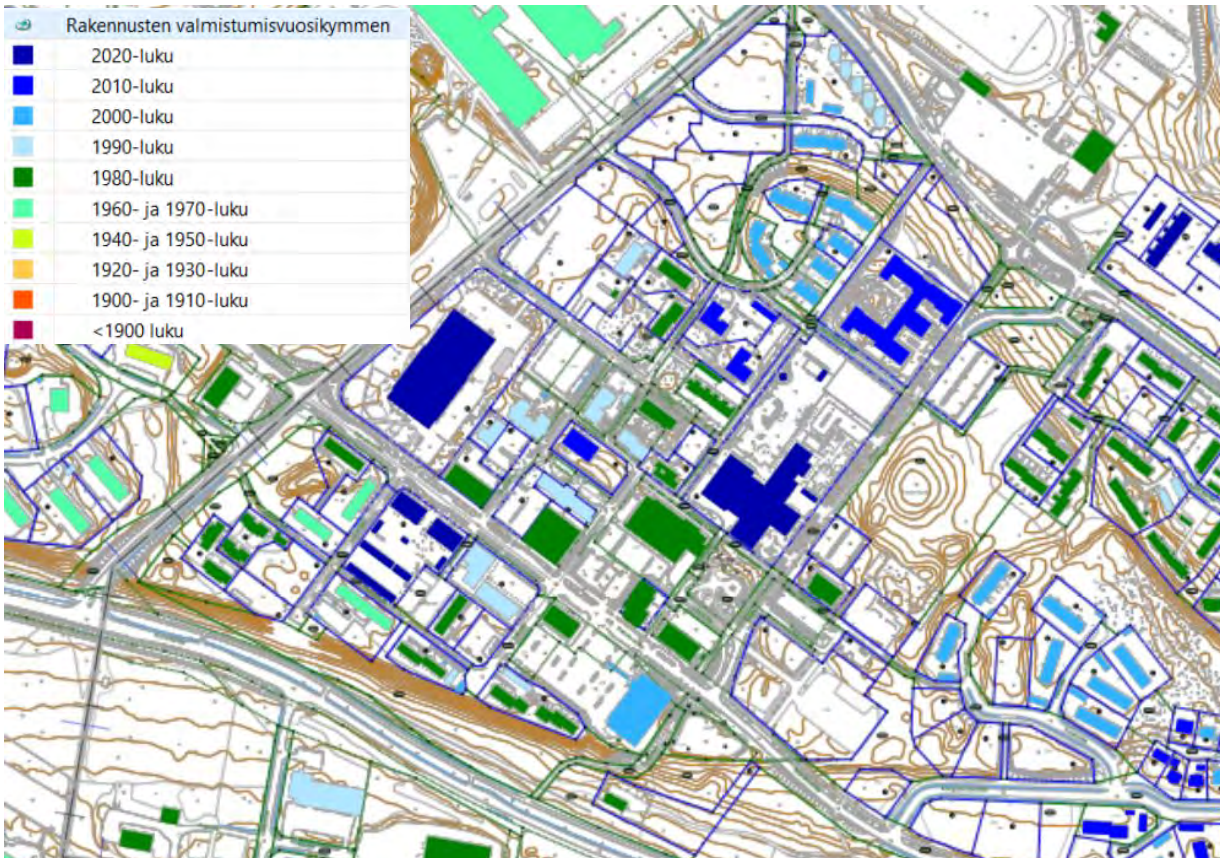 Rakennusten valmistumisvuosikymmen
2020-luku
2010-luku
2000-luku
1990-luku
1980-luku
1960- ja 1970-luku
1940- ja 1950-luku
1920- ja 1930-luku
1900- ja 1910-luku
<1900 luku